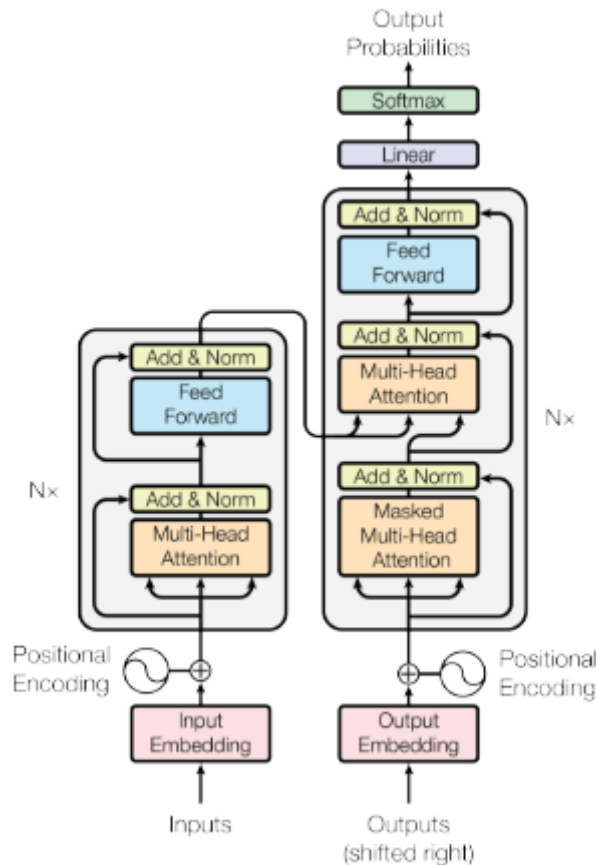 Output
Probabilities
Softmax
Linear
Add & Norm
Feed
Forward
Add & Norm
Multi-Head
Attention
Add & Norm
Masked
Multi-Head
Attention
N×
Add & Norm
Feed
Forward
Add & Norm
Multi-Head
Attention
N×
Positional
Encoding
Positional
Encoding
Input
Embedding
Output
Embedding
Inputs
Outputs
(shifted right)